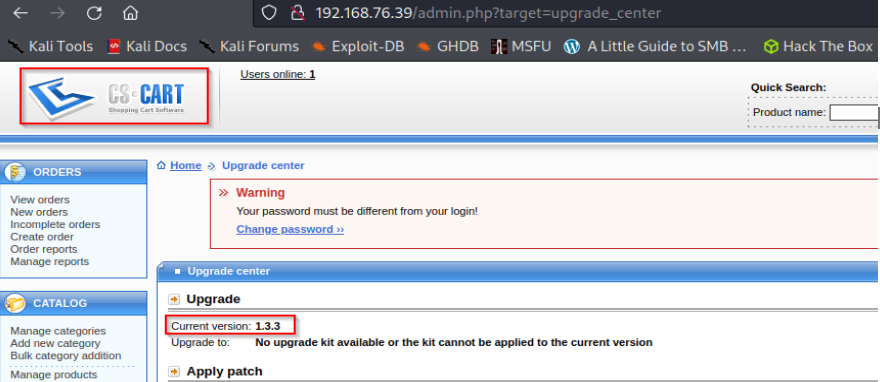 192.168.76.39/admin.php?target=upgrade_center
Kali Tools Kali Docs Kali Forums Exploit-DB GHDB MSFU A Little Guide to SMB ... Hack The Box
CS-CART
Shopping Cart Software
Users online: 1
Quick Search:
Product name:
ORDERS
View orders
New orders
Incomplete orders
Create order
Order reports
Manage reports
Home Upgrade center
Warning
Your password must be different from your login!
Change password ››
Upgrade center
Upgrade
Current version: 1.3.3
Upgrade to: No upgrade kit available or the kit cannot be applied to the current version
Apply patch
CATALOG
Manage categories
Add new category
Bulk category addition
Manage products